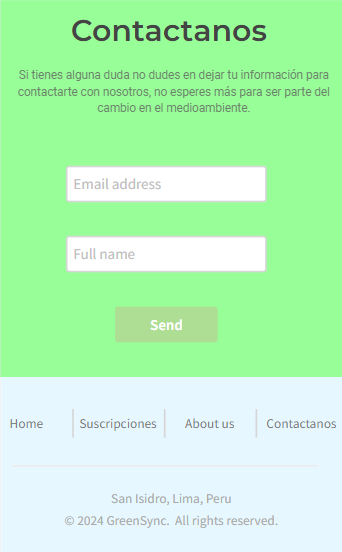 Contactanos
Si tienes alguna duda no dudes en dejar tu información para
contactarte con nosotros, no esperes más para ser parte del
cambio en el medioambiente.
Email address
Full name
Send
Home Suscripciones About us Contactanos
San Isidro, Lima, Peru
© 2024 GreenSync. All rights reserved.